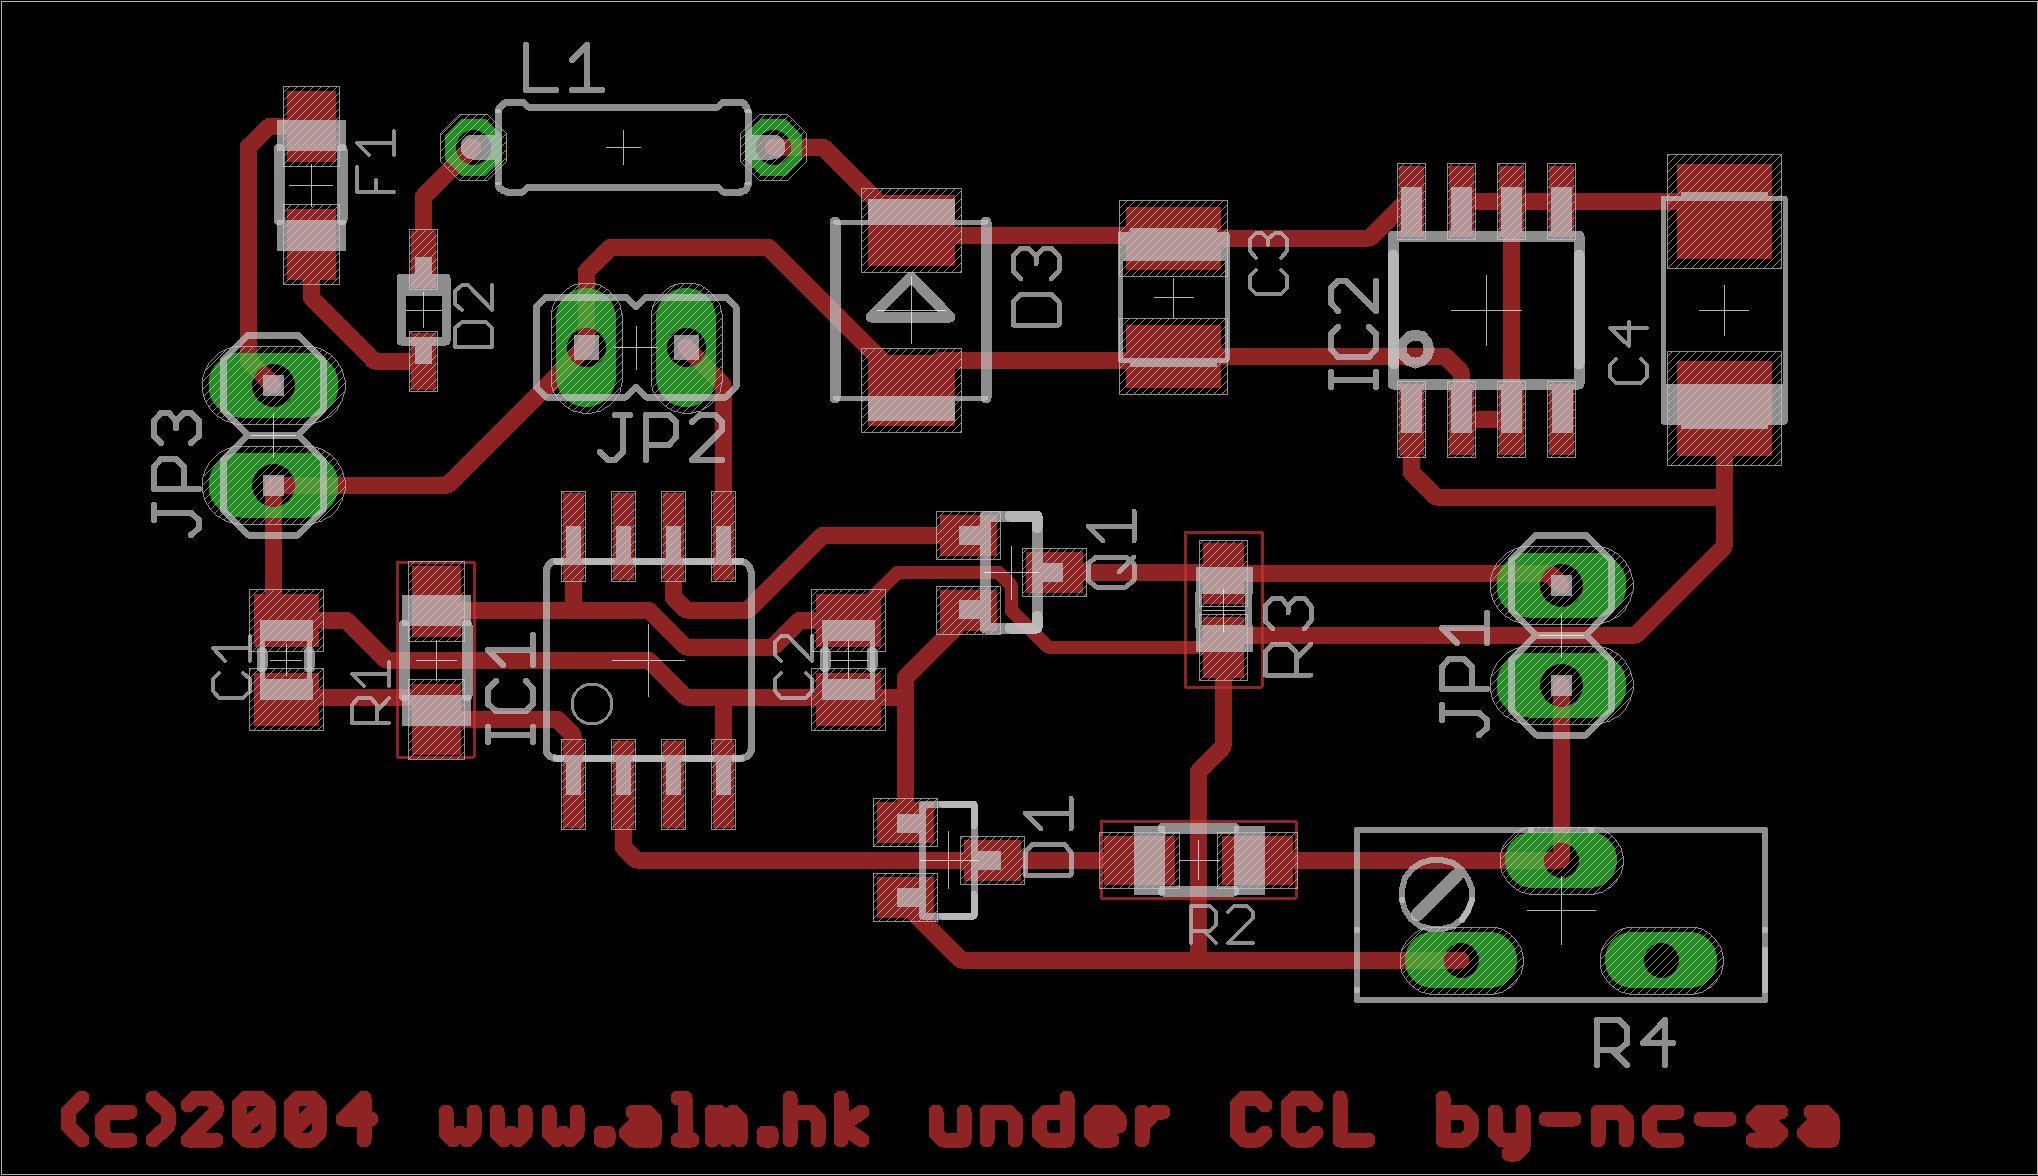 L1
F1
D2
D3
C3
IC2
C4
JP3
JP2
Q1
C1
R1
IC1
C2
R3
JP1
D1
R2
R4
(c)2004 www.alm.hk under CCL by-nc-sa